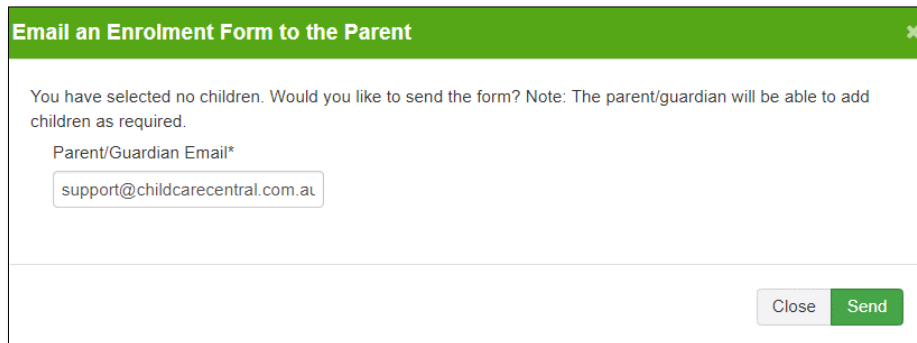 Email an Enrolment Form to the Parent
You have selected no children. Would you like to send the form? Note: The parent/guardian will be able to add
children as required.
Parent/Guardian Email*
support@childcarecentral.com.au
Close Send